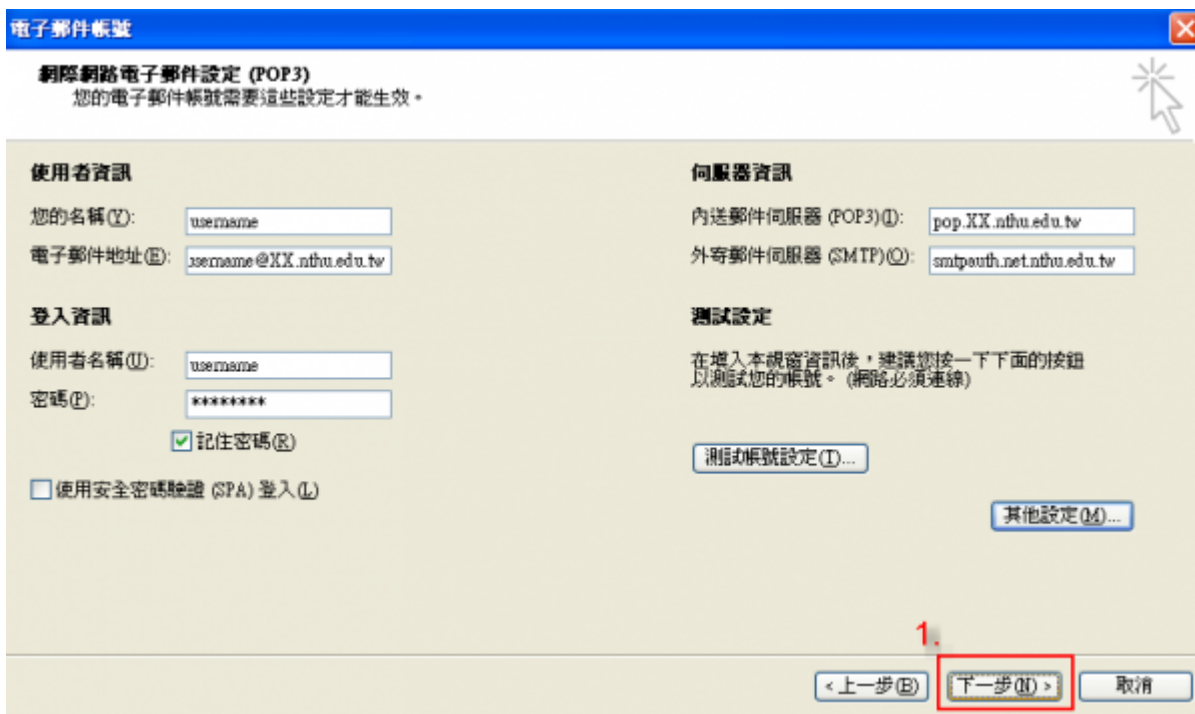 電子郵件帳號
網際網路電子郵件設定 (POP3)
您的電子郵件帳號需要這些設定才能生效。
使用者資訊
您的名稱(Y):
username
電子郵件地址(E):
username@XX.nthu.edu.tw
登入資訊
使用者名稱(U):
username
密碼(P):
********
記住密碼(R)
使用安全密碼驗證 (SPA) 登入(L)
伺服器資訊
內送郵件伺服器 (POP3)(I):
pop.XX.nthu.edu.tw
外寄郵件伺服器 (SMTP)(O):
smtpauth.net.nthu.edu.tw
測試設定
在填入本視窗資訊後，建議您按一下下面的按鈕
以測試您的帳號。 (網路必須連線)
測試帳號設定(T)...
其他設定(M)...
1.
<上一步(B)
下一步(N) >
取消